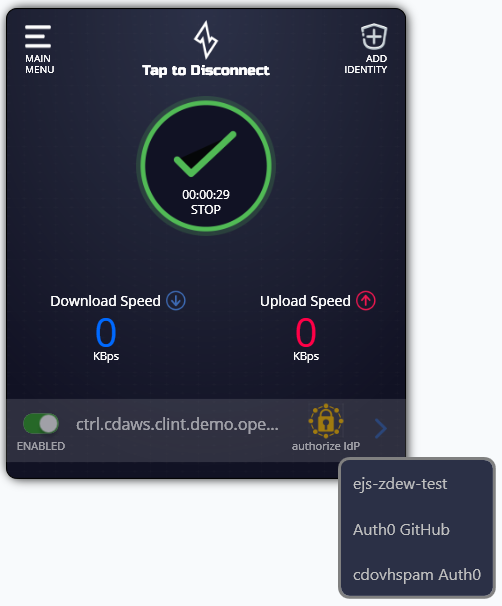 MAIN
MENU
Tap to Disconnect
ADD
IDENTITY
00:00:29
STOP
Download Speed
0
KBps
Upload Speed
0
KBps
ENABLED
ctrl.cdaws.clint.demo.ope...
authorize IdP
ejs-zdew-test
Auth0 GitHub
cdovhspam Auth0